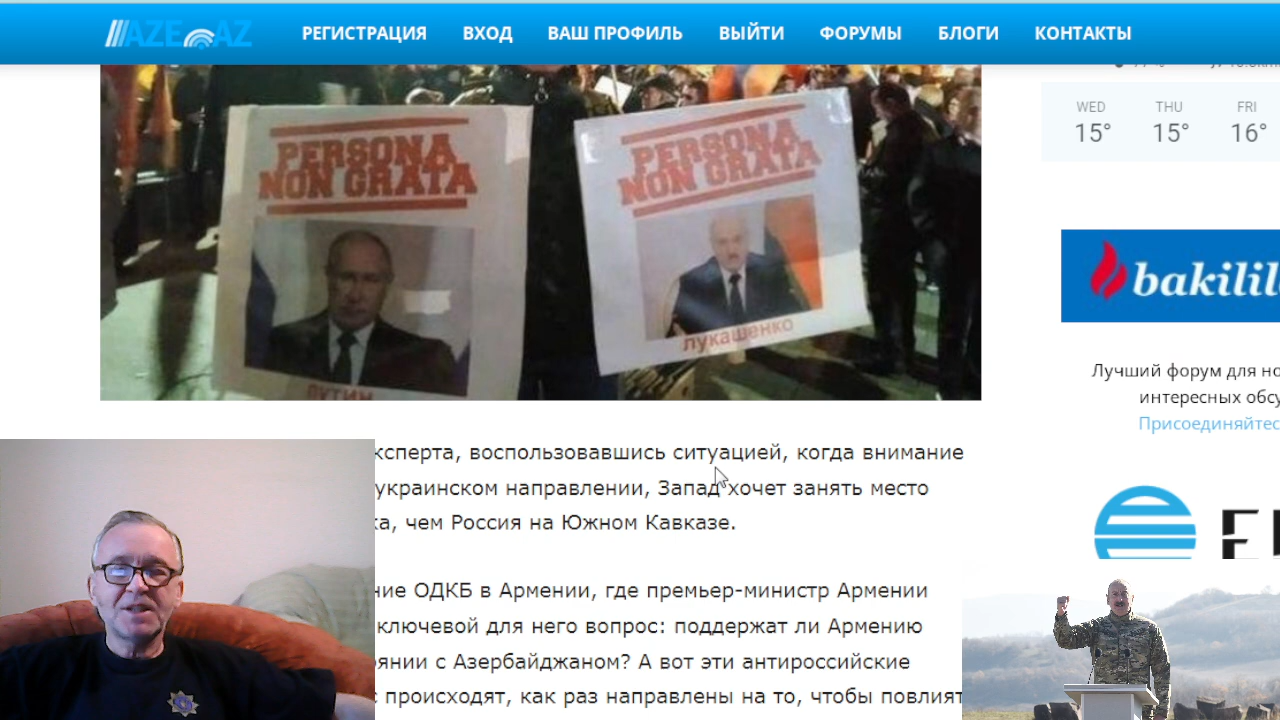 AZE AZ РЕГИСТРАЦИЯ ВХОД ВАШ ПРОФИЛЬ ВЫЙТИ ФОРУМЫ БЛОГИ КОНТАКТЫ
WED THU FRI
15° 15° 16°
PERSONA
NON GRATA
ПУТИН
PERSONA
NON GRATA
лукашенко
bakilil
Лучший форум для но
интересных обсу
Присоединяйтес
ксперта, воспользовавшись ситуацией, когда внимание
украинском направлении, Запад хочет занять место
ка, чем Россия на Южном Кавказе.
ние ОДКБ в Армении, где премьер-министр Армении
ключевой для него вопрос: поддержат ли Армению
оянии с Азербайджаном? А вот эти антироссийские
с происходят, как раз направлены на то, чтобы повлият